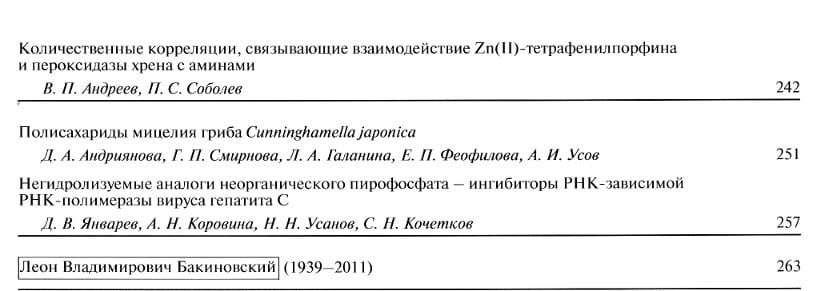 Количественные корреляции, связывающие взаимодействие Zn(II)-тетрафенилпорфина
и пероксидазы хрена с аминами
В. П. Андреев, П. С. Соболев 242
Полисахариды мицелия гриба Cunninghamella japonica
Д. А. Андриянова, Г. П. Смирнова, Л. А. Галанина, Е. П. Феофилова, А. И. Усов 251
Негидролизуемые аналоги неорганического пирофосфата – ингибиторы РНК-зависимой
РНК-полимеразы вируса гепатита С
Д. В. Январев, А. Н. Коровина, Н. Н. Усанов, С. Н. Кочетков 257
Леон Владимирович Бакиновский (1939–2011) 263